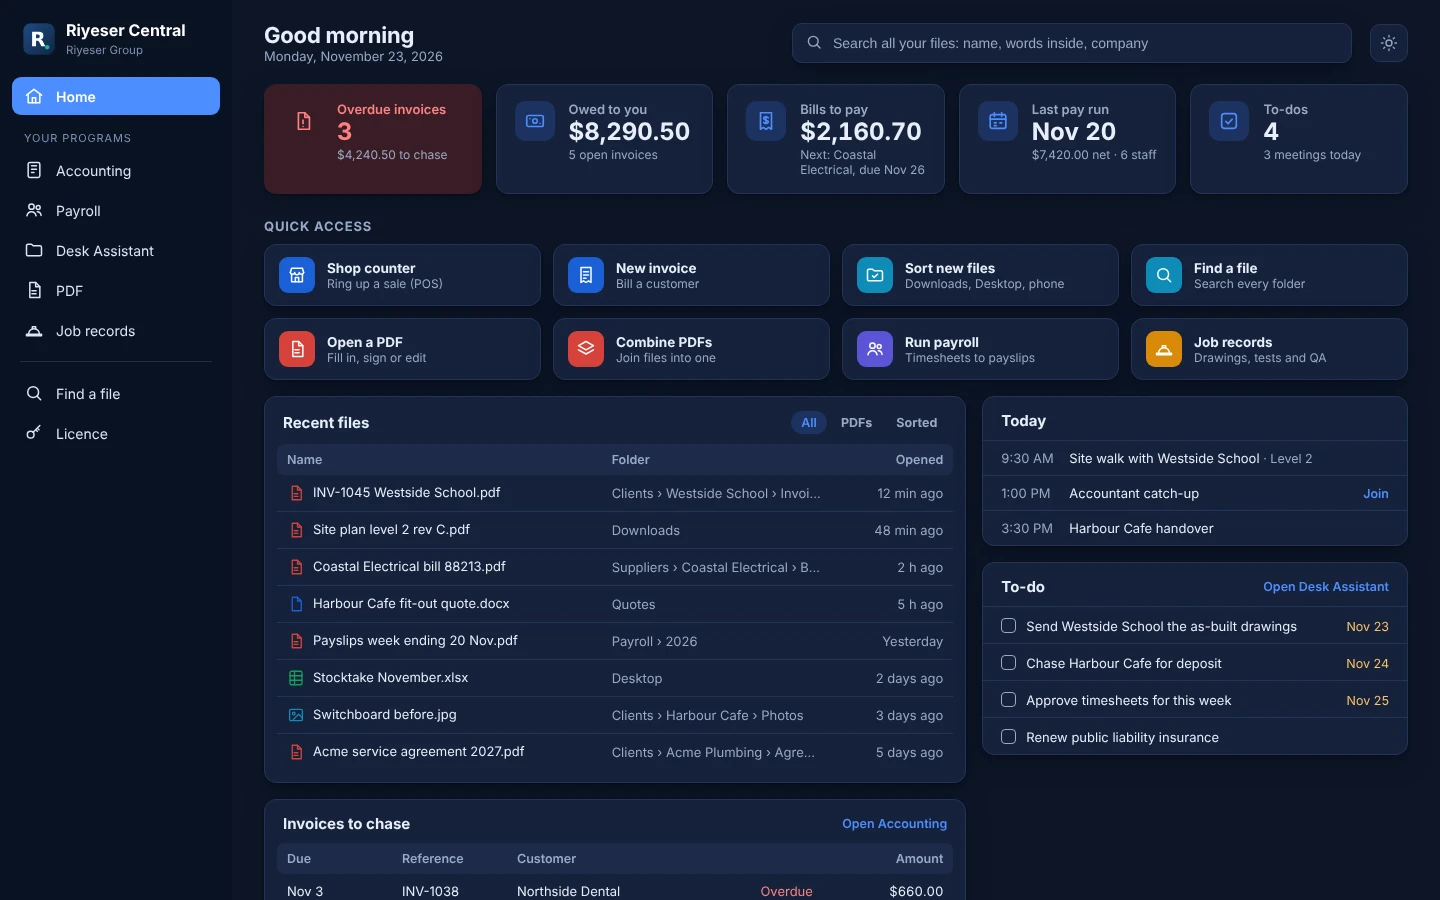 R.
Riyeser Central
Riyeser Group
Home
YOUR PROGRAMS
Accounting
Payroll
Desk Assistant
PDF
Job records
Find a file
Licence
Good morning
Monday, November 23, 2026
Search all your files: name, words inside, company
Overdue invoices
3
$4,240.50 to chase
Owed to you
$8,290.50
5 open invoices
Bills to pay
$2,160.70
Next: Coastal
Electrical, due Nov 26
Last pay run
Nov 20
$7,420.00 net · 6 staff
To-dos
4
3 meetings today
QUICK ACCESS
Shop counter
Ring up a sale (POS)
New invoice
Bill a customer
Sort new files
Downloads, Desktop, phone
Find a file
Search every folder
Open a PDF
Fill in, sign or edit
Combine PDFs
Join files into one
Run payroll
Timesheets to payslips
Job records
Drawings, tests and QA
Recent files
All PDFs Sorted
Name Folder Opened
INV-1045 Westside School.pdf Clients › Westside School › Invoi... 12 min ago
Site plan level 2 rev C.pdf Downloads 48 min ago
Coastal Electrical bill 88213.pdf Suppliers › Coastal Electrical › B... 2 h ago
Harbour Cafe fit-out quote.docx Quotes 5 h ago
Payslips week ending 20 Nov.pdf Payroll › 2026 Yesterday
Stocktake November.xlsx Desktop 2 days ago
Switchboard before.jpg Clients › Harbour Cafe › Photos 3 days ago
Acme service agreement 2027.pdf Clients › Acme Plumbing › Agre... 5 days ago
Today
9:30 AM Site walk with Westside School · Level 2
1:00 PM Accountant catch-up Join
3:30 PM Harbour Cafe handover
To-do Open Desk Assistant
Send Westside School the as-built drawings Nov 23
Chase Harbour Cafe for deposit Nov 24
Approve timesheets for this week Nov 25
Renew public liability insurance
Invoices to chase Open Accounting
Due Reference Customer Amount
Nov 3 INV-1038 Northside Dental Overdue $660.00